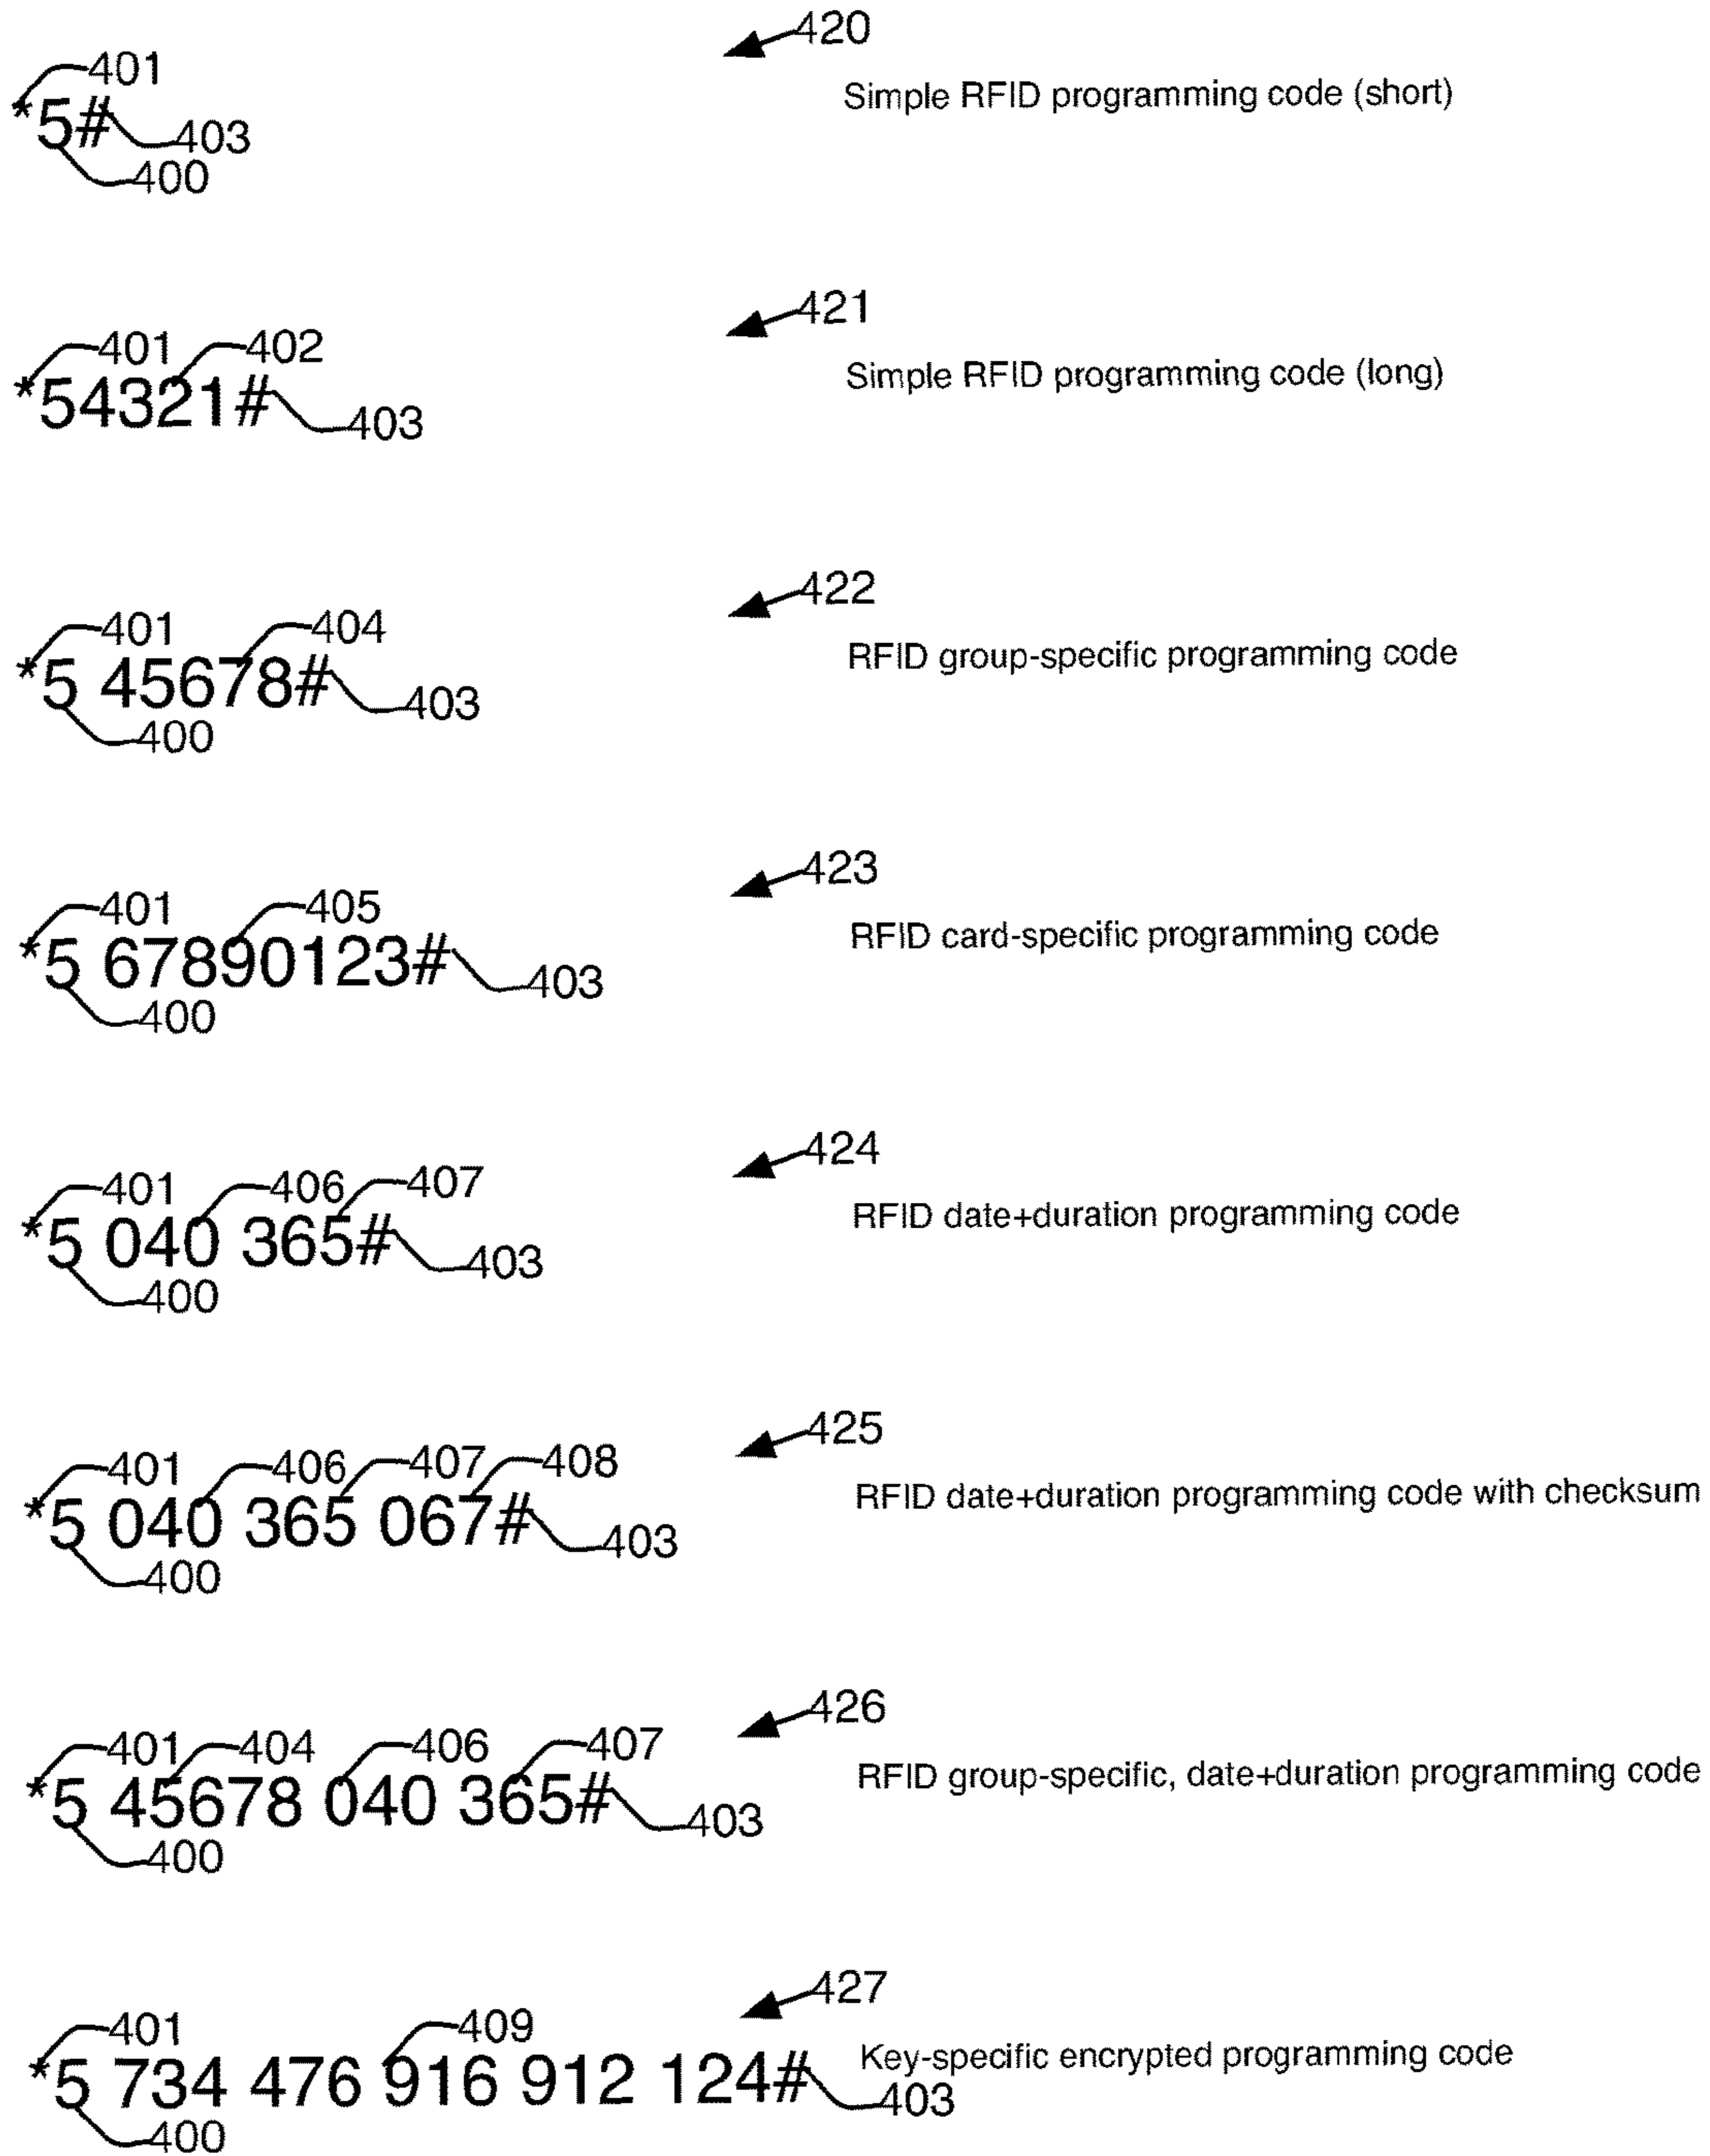 420
401
Simple RFID programming code (short)
*5#
403
400
421
401 402
Simple RFID programming code (long)
*54321#
403
422
401 404
RFID group-specific programming code
*5 45678#
403
400
423
401 405
RFID card-specific programming code
*5 67890123#
403
400
424
401 406 407
RFID date+duration programming code
*5 040 365#
403
400
425
401 406 407 408
RFID date+duration programming code with checksum
*5 040 365 067#
403
400
426
401 404 406 407
RFID group-specific, date+duration programming code
*5 45678 040 365#
403
400
427
401 409
Key-specific encrypted programming code
*5 734 476 916 912 124#
403
400